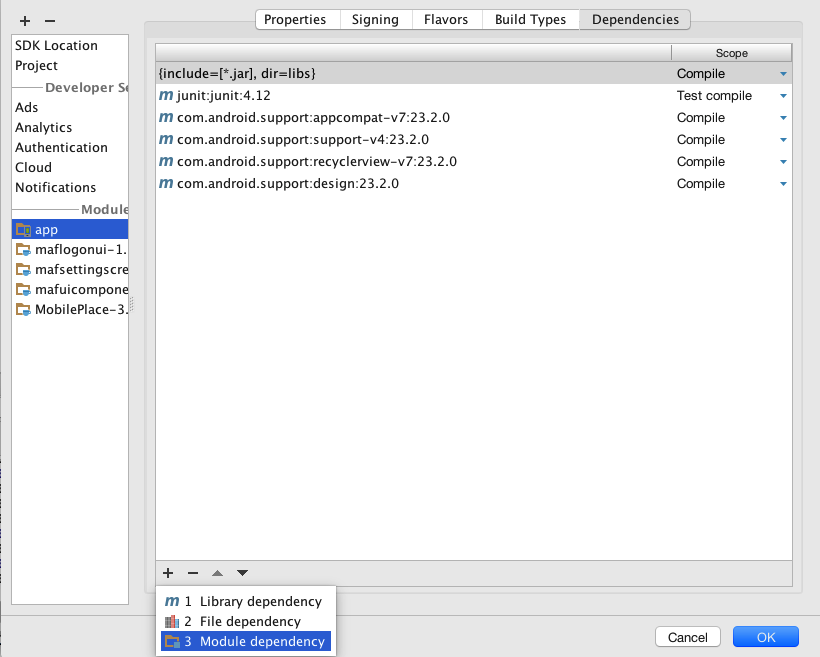 Properties Signing Flavors Build Types Dependencies
SDK Location
Project
Developer Se
Ads
Analytics
Authentication
Cloud
Notifications
Module
app
maflogonui-1.
mafsettingscre
mafuicompone
MobilePlace-3.
Scope
{include=[*.jar], dir=libs} Compile
m junit:junit:4.12 Test compile
m com.android.support:appcompat-v7:23.2.0 Compile
m com.android.support:support-v4:23.2.0 Compile
m com.android.support:recyclerview-v7:23.2.0 Compile
m com.android.support:design:23.2.0 Compile
m 1 Library dependency
2 File dependency
3 Module dependency
Cancel OK